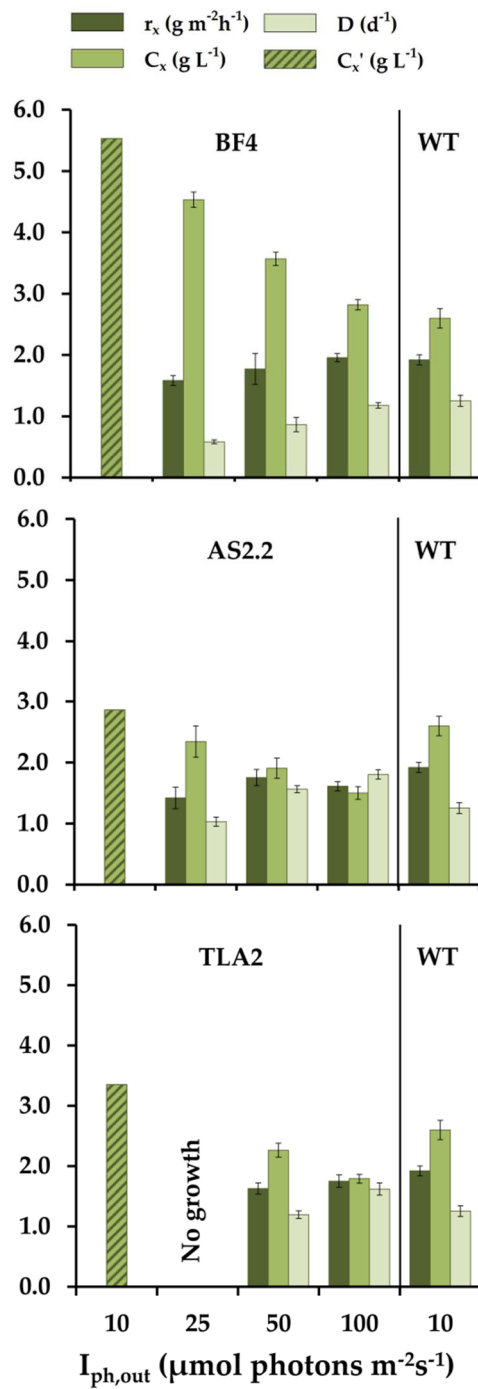 rₓ (g m⁻²h⁻¹) D (d⁻¹)
Cₓ (g L⁻¹) Cₓ' (g L⁻¹)
6.0
BF4 WT
5.0
4.0
3.0
2.0
1.0
0.0
6.0
AS2.2 WT
5.0
4.0
3.0
2.0
1.0
0.0
6.0
TLA2 WT
5.0
4.0
3.0
2.0
1.0
0.0
No growth
10 25 50 100 10
I_ph,out (µmol photons m⁻²s⁻¹)